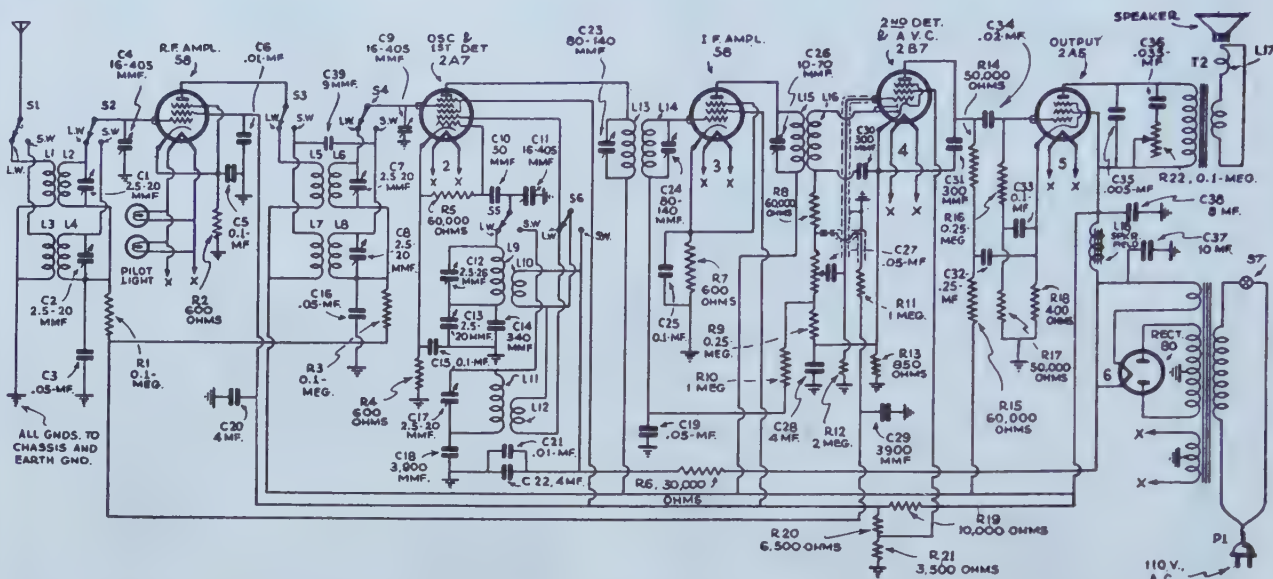 C4
16-405
MMF.
R.F. AMPL.
58
C6
.01-MF
C9
16-405
MMF.
OSC &
1ST DET
2A7
C23
80-140
MMF
I.F. AMPL.
58
C26
10-70
MMF
2ND DET.
& A.V.C.
2B7
C34
.02-MF.
R14
50,000
OHMS
OUTPUT
2A5
C36
.035-
MF
SPEAKER
T2
L17
S1
S2
L.W.
S.W
S.W.
L.W.
L1
L2
C1
2.5-20
MMF
L3
L4
C2
2.5-20
MMF
C3
.05-MF.
R1
0.1-
MEG.
PILOT
LIGHT
X
X
C5
0.1-
MF
R2
600
OHMS
S3
L.W.
S.W.
C39
9 MMF.
S4
L.W.
S.W.
L5
L6
C7
2.5-20
MMF
L7
L8
C8
2.5-
20
MMF.
C16
.05-MF.
R3
0.1-
MEG.
C20
4 MF.
2
X
X
C10
50
MMF
C11
16-405
MMF
R5
60,000
OHMS
S5
L.W.
S6
S.W.
L9
L10
C12
2.5-20
MMF
C13
2.5-
20 MMF
C14
340
MMF
C15
0.1-MF.
R4
600
OHMS
L11
C17
2.5-20
MMF.
L12
C18
3,900
MMF.
C21
.01-MF.
C22, 4 MF.
L13
L14
3
X
X
C24
80-
140
MMF.
R7
600
OHMS
C25
0.1-MF.
C19
.05-MF
R6, 30,000
OHMS
L15
L16
R8
60,000
OHMS
C30
300
MMF
4
X
X
C27
.05-MF
R9
0.25-
MEG.
R10
1 MEG
R11
1 MEG.
C28
4 MF.
R12
2 MEG.
R13
850
OHMS
C29
3900
MMF
R20
6,500 OHMS
R19
10,000 OHMS
R21
3,500 OHMS
C31
300
MMF
R16
0.25
MEG
C33
0.1-
MF
C32
.25-
MF
R15
60,000
OHMS
R17
50,000
OHMS
R18
400
OHMS
5
X
X
C35
.005-MF
R22, 0.1-MEG.
C38
8 MF.
L18
SPKR
FIELD
C37
10 MF.
S7
RECT.
80
6
X
X
P1
110 V.,
A.C.
ALL GNDS. TO
CHASSIS AND
EARTH GND.